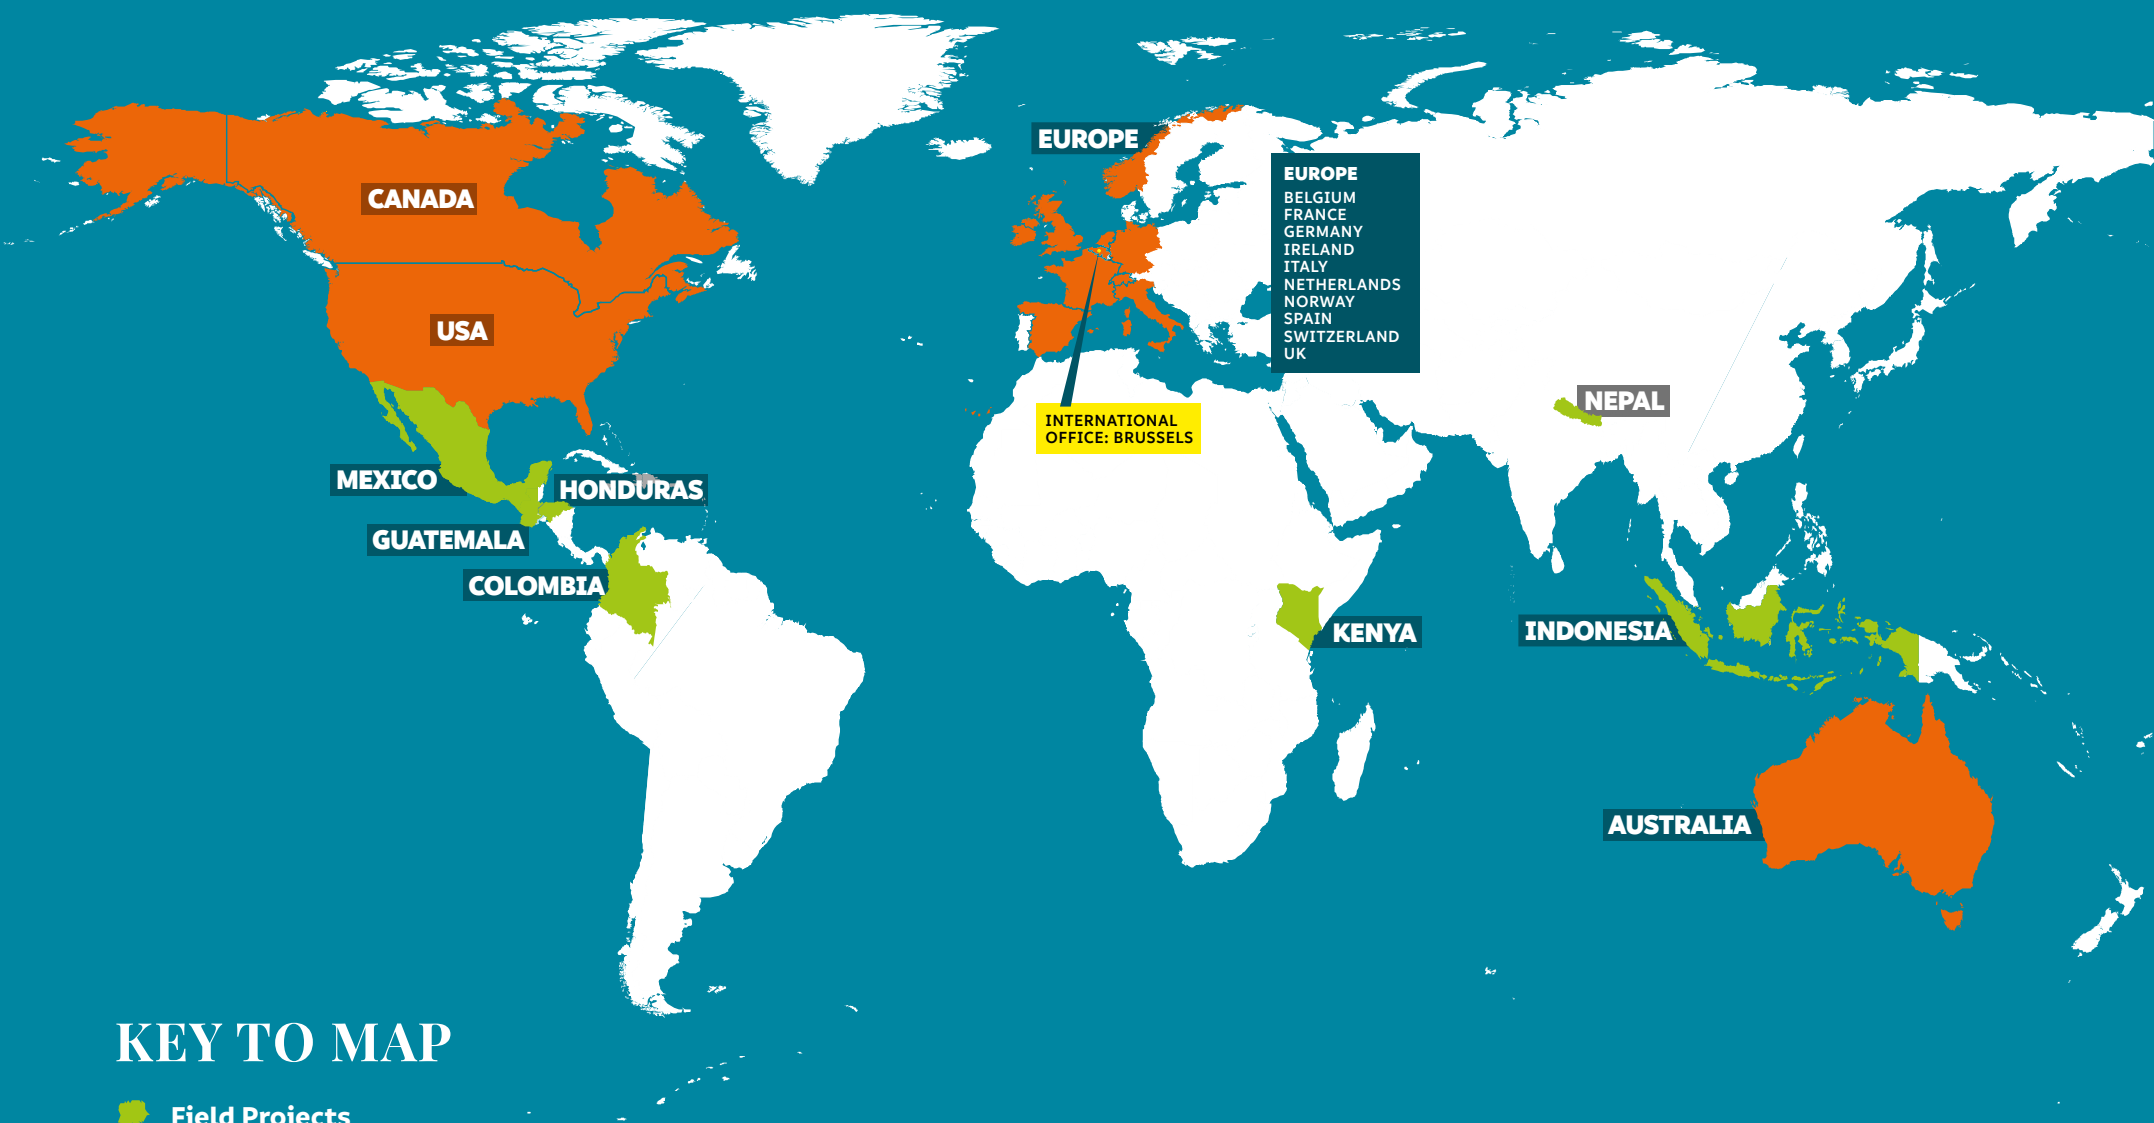 EUROPE
CANADA
EUROPE
BELGIUM
FRANCE
GERMANY
IRELAND
ITALY
NETHERLANDS
NORWAY
SPAIN
SWITZERLAND
UK
USA
NEPAL
INTERNATIONAL
OFFICE: BRUSSELS
MEXICO
HONDURAS
GUATEMALA
COLOMBIA
KENYA
INDONESIA
AUSTRALIA
KEY TO MAP
Field Projects